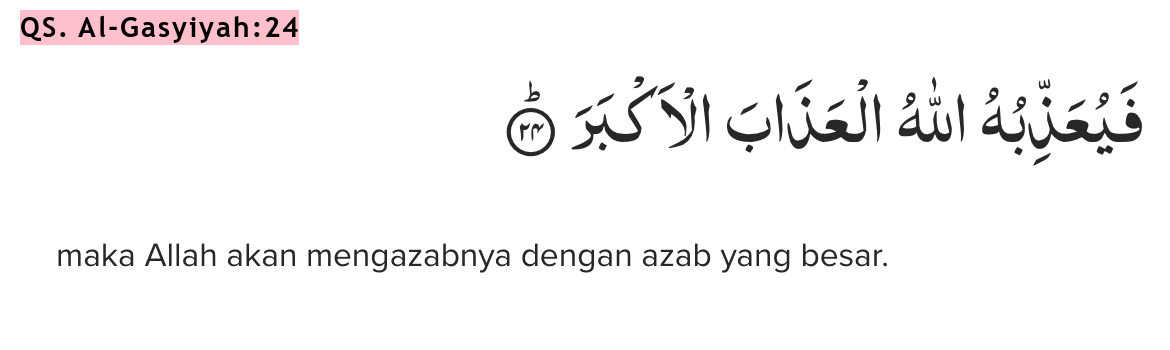 QS. Al-Gasyiyah:24
فَيُعَذِّبُهُ اللّٰهُ الْعَذَابَ الْاَكْبَرَۗ ٢٤
maka Allah akan mengazabnya dengan azab yang besar.